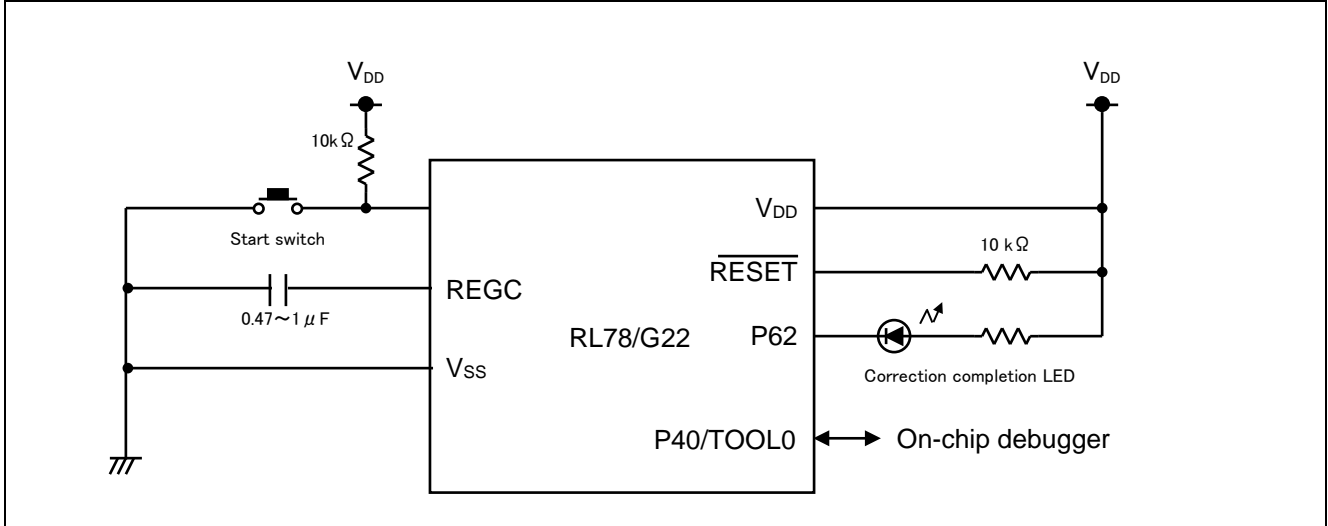 VDD
VDD
10kΩ
Start switch
VDD
10 kΩ
RESET
REGC
0.47～1μF
RL78/G22
P62
VSS
Correction completion LED
P40/TOOL0
On-chip debugger